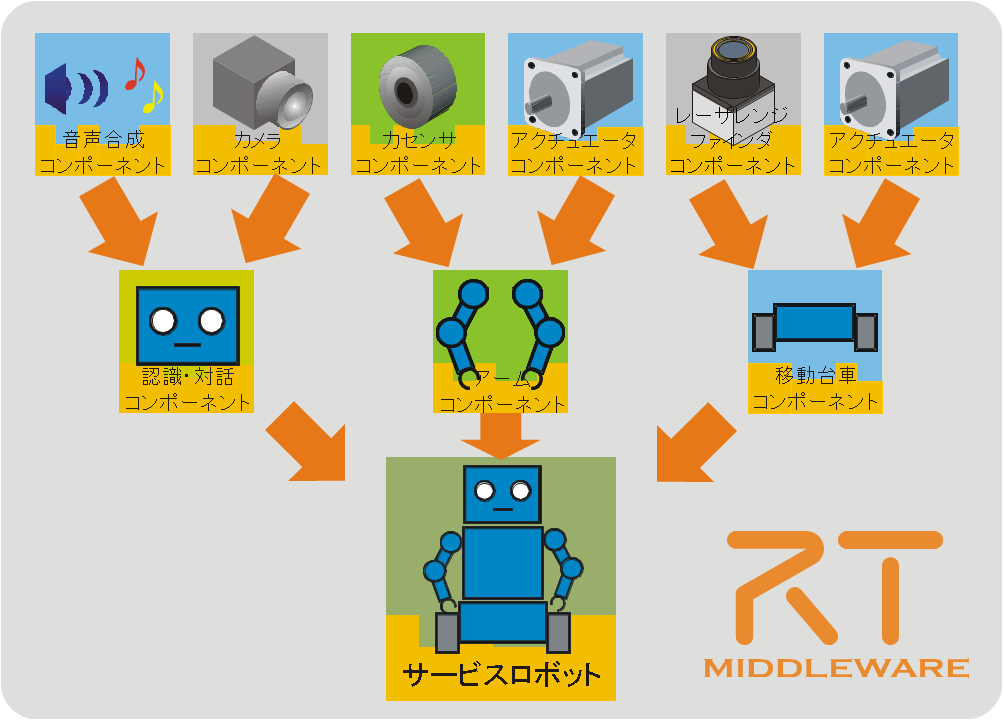 音声合成
コンポーネント
カメラ
コンポーネント
力センサ
コンポーネント
アクチュエータ
コンポーネント
レーザレンジ
ファインダ
コンポーネント
アクチュエータ
コンポーネント
認識・対話
コンポーネント
アーム
コンポーネント
移動台車
コンポーネント
サービスロボット
RT
MIDDLEWARE